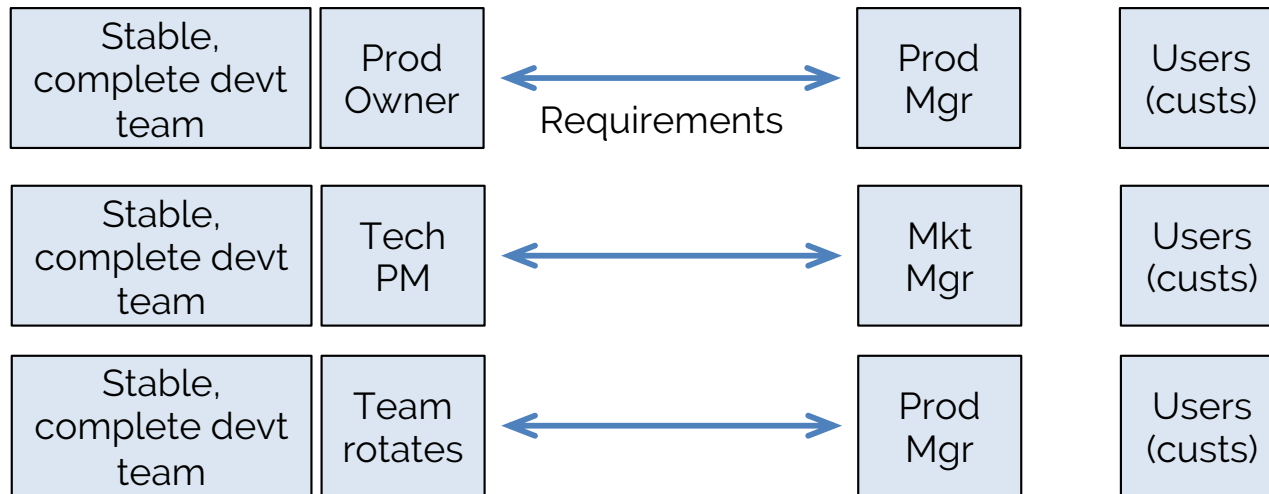 Stable,
complete devt
team
Prod
Owner
Requirements
Prod
Mgr
Users
(custs)
Stable,
complete devt
team
Tech
PM
Mkt
Mgr
Users
(custs)
Stable,
complete devt
team
Team
rotates
Prod
Mgr
Users
(custs)